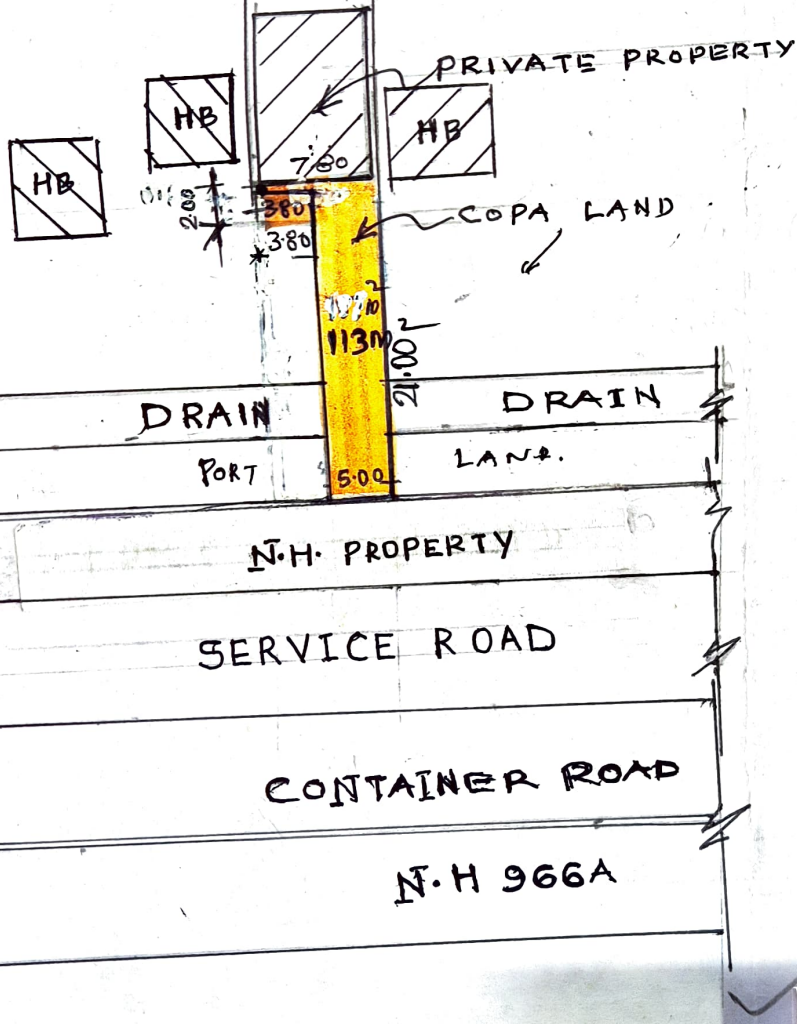 PRIVATE PROPERTY
HB
HB
HB
7.80
2.00
3.80
COPA LAND
3.80
113m2
21.00
DRAIN
DRAIN
PORT
LAND.
5.00
N.H. PROPERTY
SERVICE ROAD
CONTAINER ROAD
N.H 966A